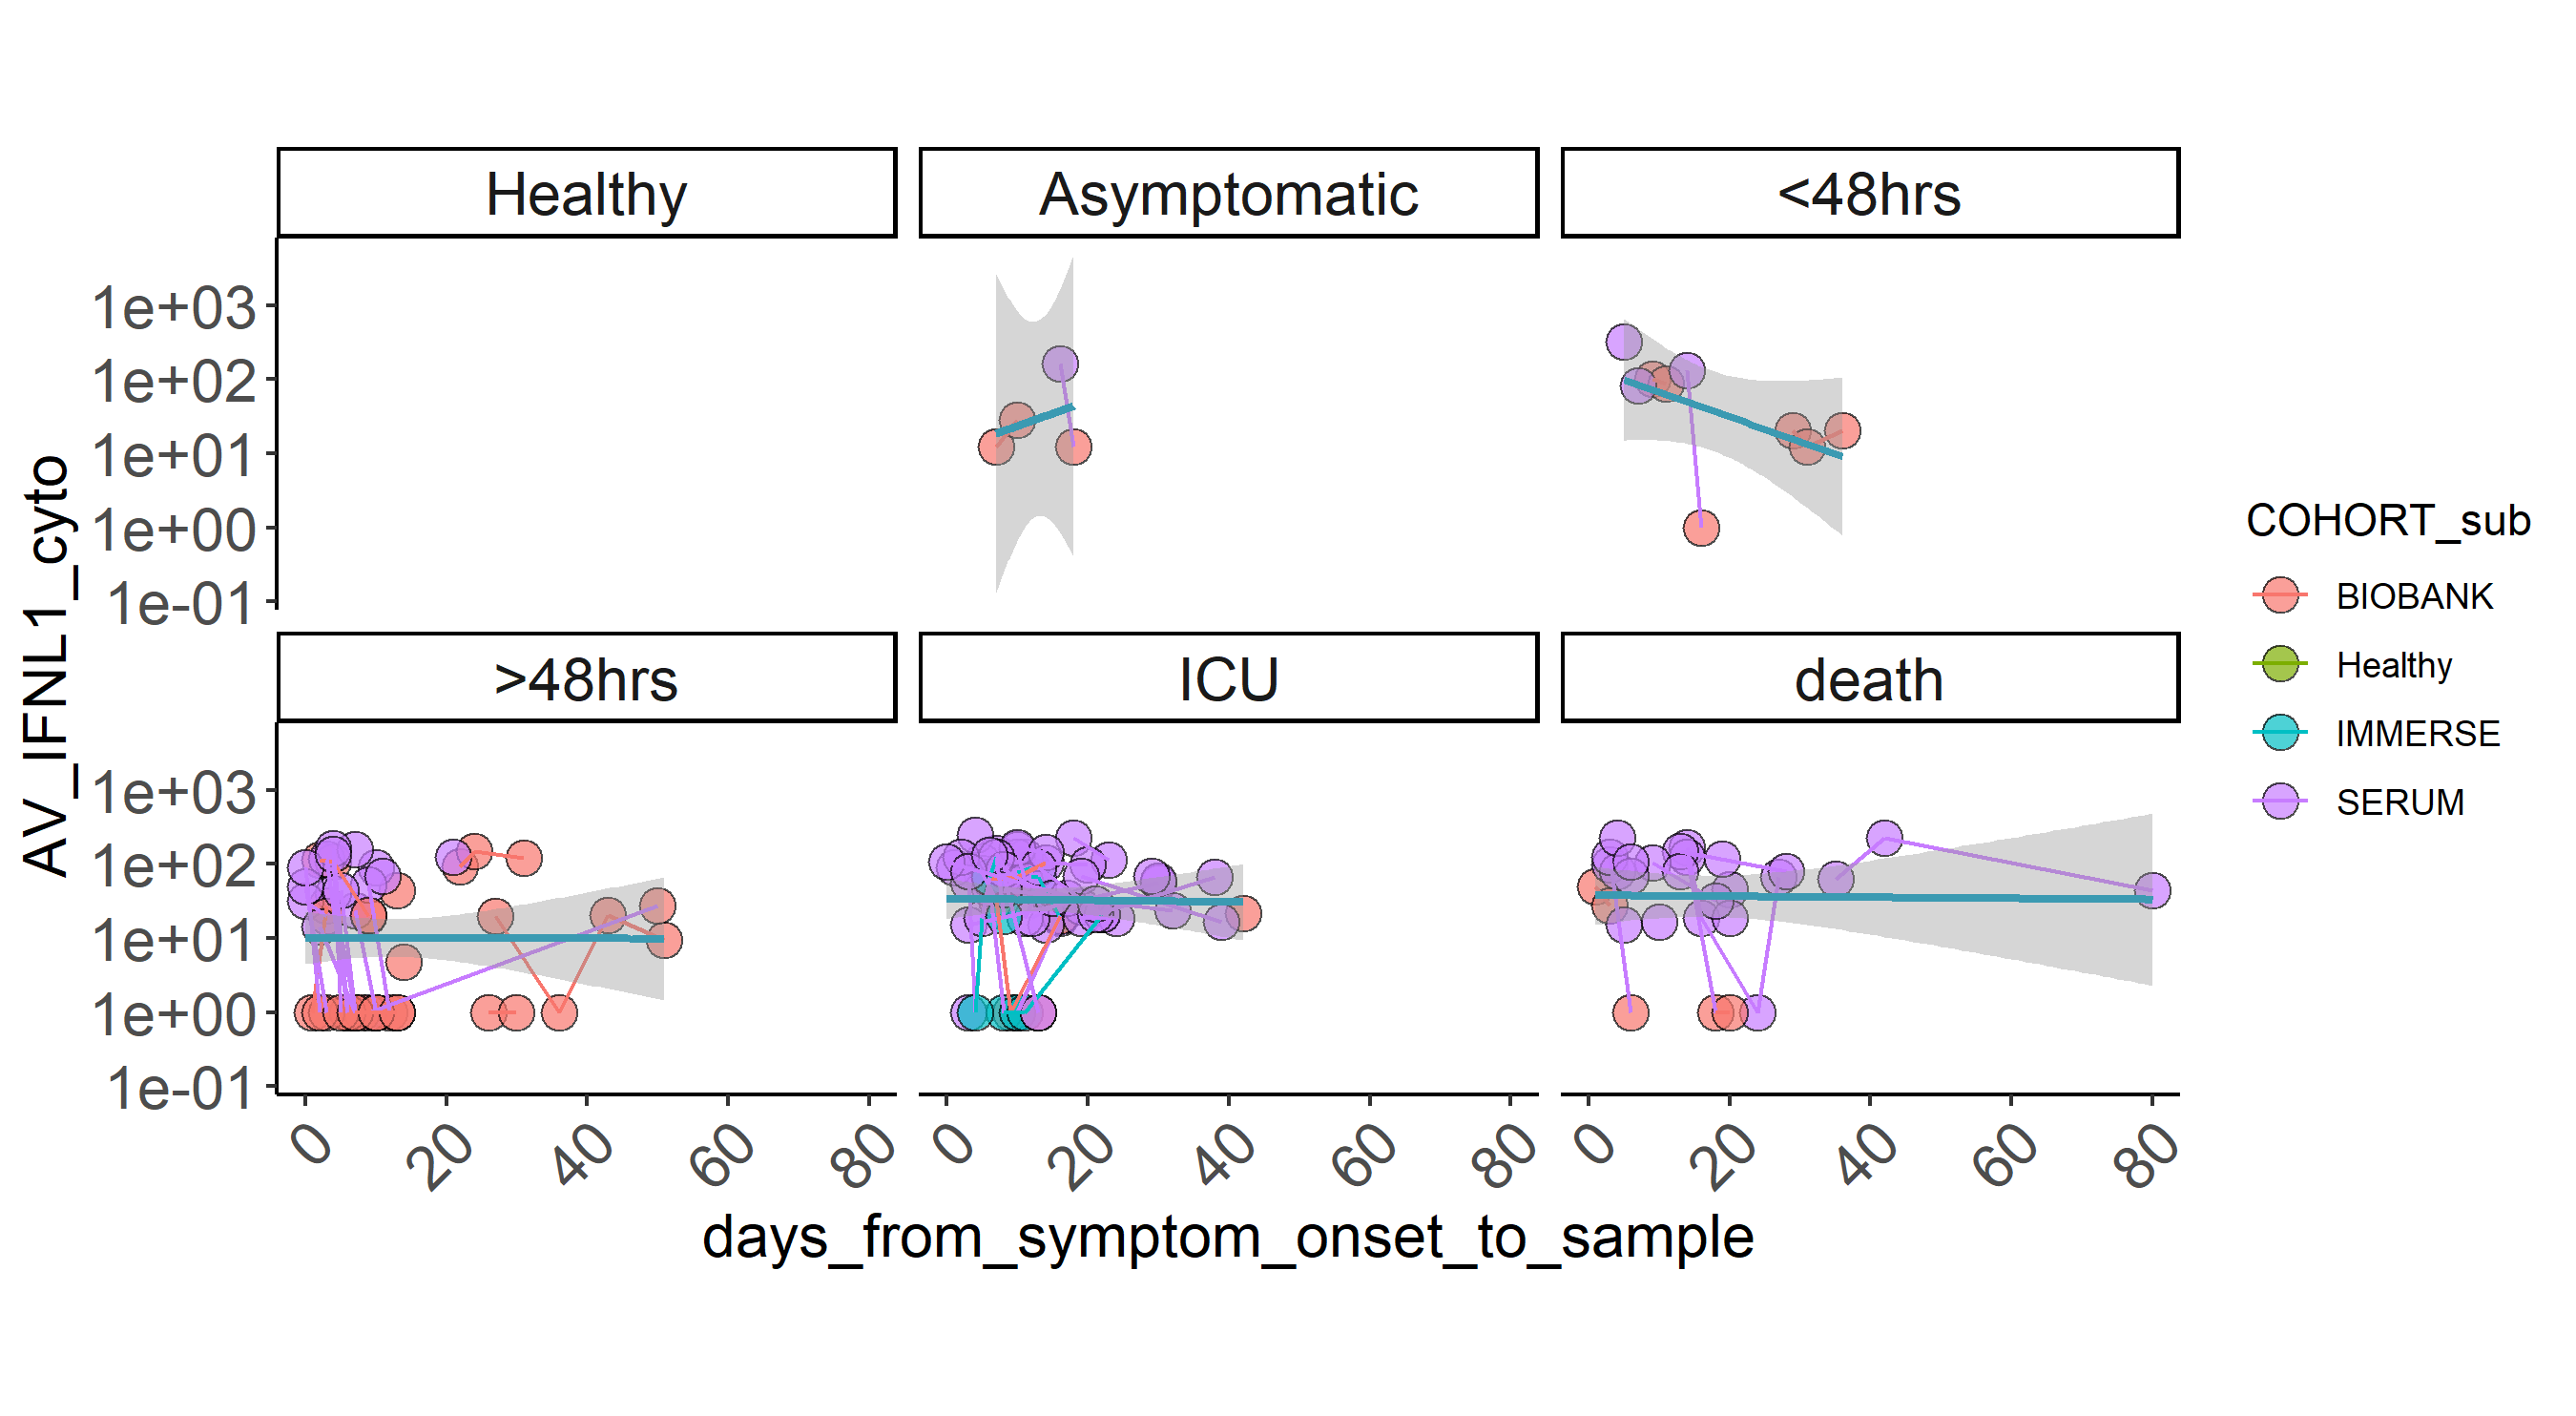 Healthy
Asymptomatic
<48hrs
1e+03
1e+02
1e+01
1e+00
1e-01
>48hrs
ICU
death
1e+03
1e+02
1e+01
1e+00
1e-01
0 20 40 60 80
0 20 40 60 80
0 20 40 60 80
AV_IFNL1_cyto
days_from_symptom_onset_to_sample
COHORT_sub
BIOBANK
Healthy
IMMERSE
SERUM